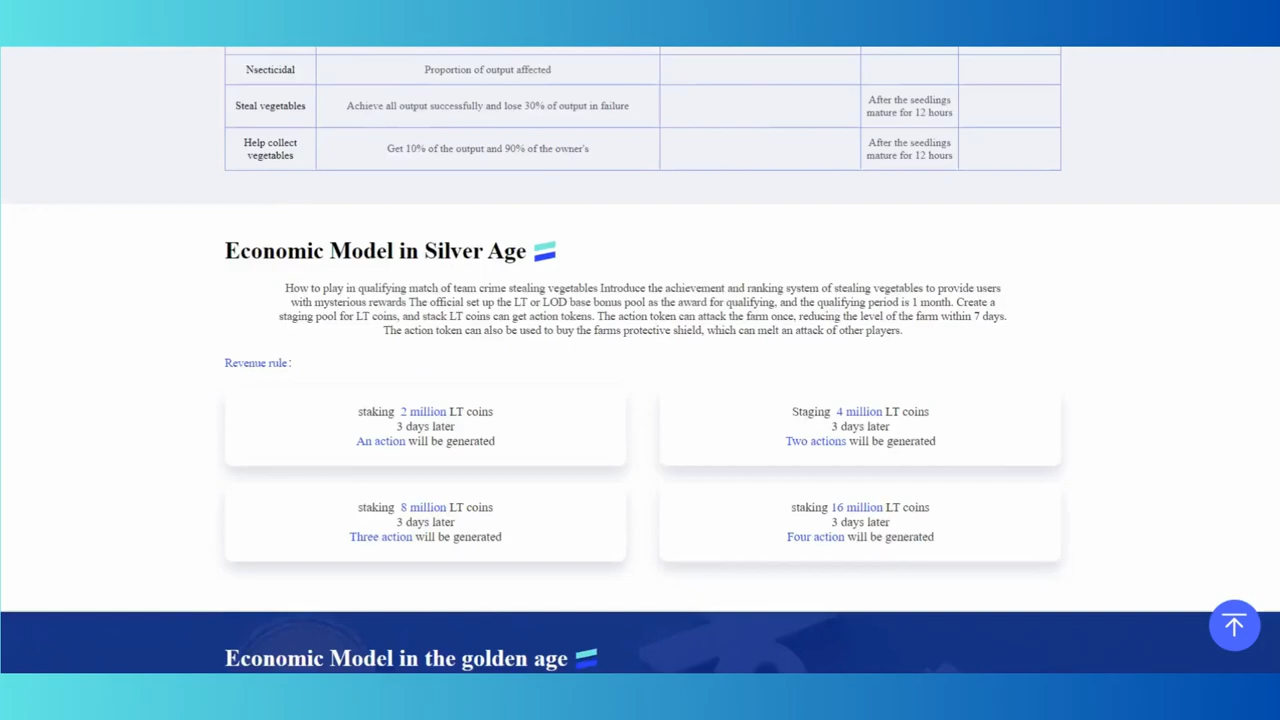 Nsecticidal
Proportion of output affected
Steal vegetables
Achieve all output successfully and lose 30% of output in failure
After the seedlings
mature for 12 hours
Help collect
vegetables
Get 10% of the output and 90% of the owner's
After the seedlings
mature for 12 hours
Economic Model in Silver Age
How to play in qualifying match of team crime stealing vegetables Introduce the achievement and ranking system of stealing vegetables to provide users
with mysterious rewards The official set up the LT or LOD base bonus pool as the award for qualifying, and the qualifying period is 1 month. Create a
staging pool for LT coins, and stack LT coins can get action tokens. The action token can attack the farm once, reducing the level of the farm within 7 days.
The action token can also be used to buy the farms protective shield, which can melt an attack of other players.
Revenue rule:
staking 2 million LT coins
3 days later
An action will be generated
Staging 4 million LT coins
3 days later
Two actions will be generated
staking 8 million LT coins
3 days later
Three action will be generated
staking 16 million LT coins
3 days later
Four action will be generated
Economic Model in the golden age